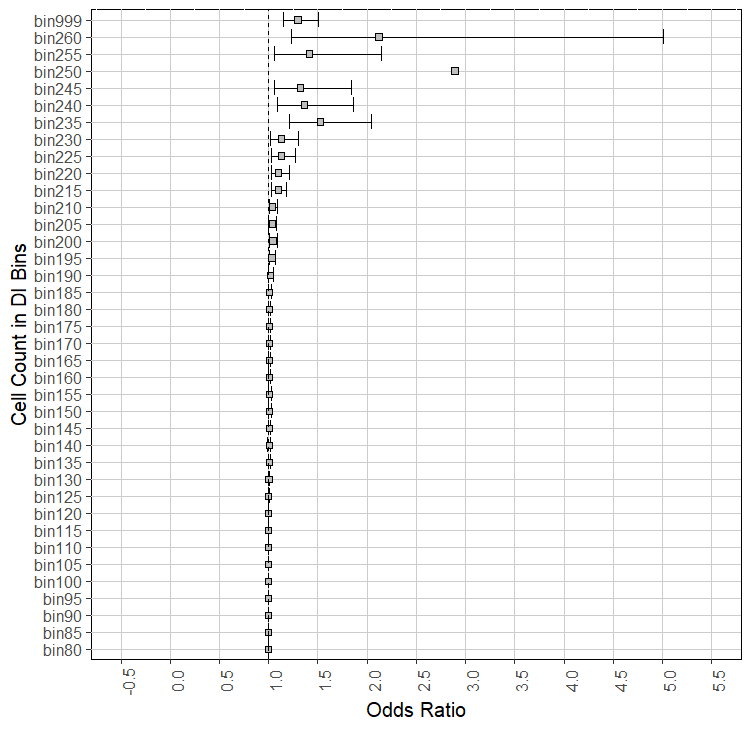 bin999
bin260
bin255
bin250
bin245
bin240
bin235
bin230
bin225
bin220
bin215
bin210
bin205
bin200
bin195
bin190
bin185
bin180
bin175
bin170
bin165
bin160
bin155
bin150
bin145
bin140
bin135
bin130
bin125
bin120
bin115
bin110
bin105
bin100
bin95
bin90
bin85
bin80
Cell Count in DI Bins
-0.5
0.0
0.5
1.0
1.5
2.0
2.5
3.0
3.5
4.0
4.5
5.0
5.5
Odds Ratio